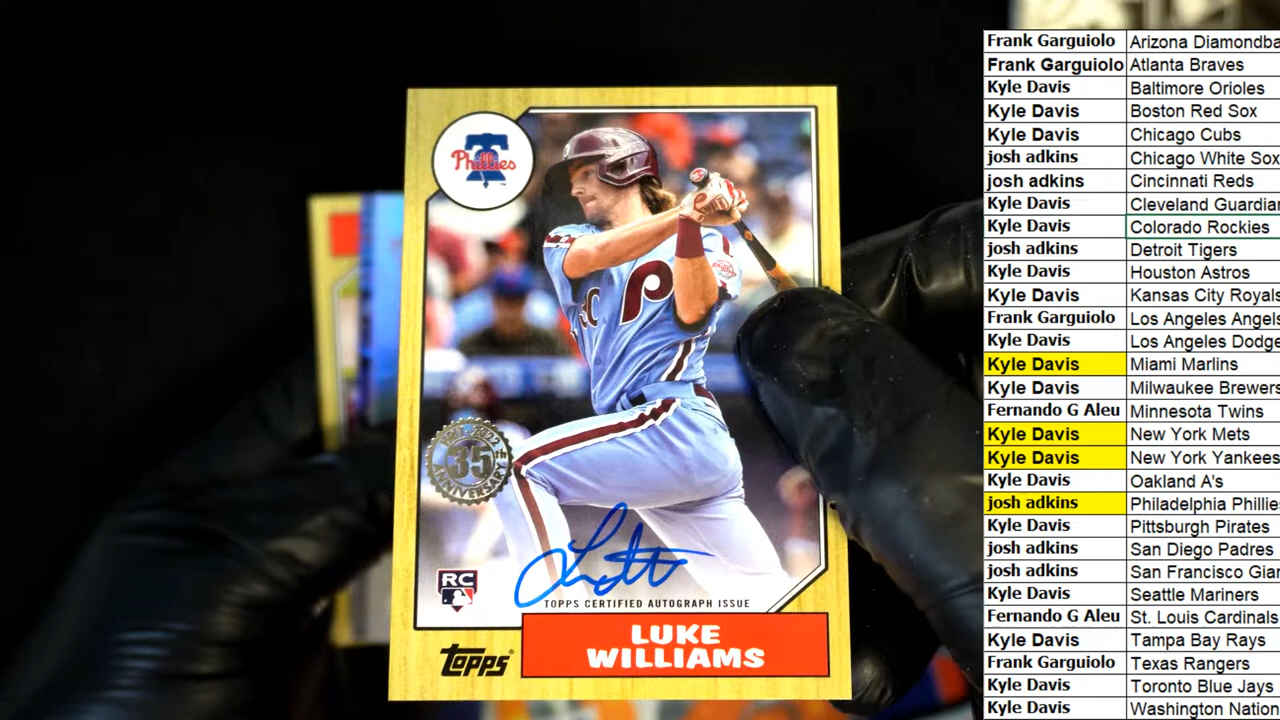 Phillies
TM
P
35th
ANNIVERSARY
RC
TOPPS CERTIFIED AUTOGRAPH ISSUE
Topps
LUKE
WILLIAMS
Frank Garguiolo Arizona Diamondba
Frank Garguiolo Atlanta Braves
Kyle Davis Baltimore Orioles
Kyle Davis Boston Red Sox
Kyle Davis Chicago Cubs
josh adkins Chicago White Sox
josh adkins Cincinnati Reds
Kyle Davis Cleveland Guardian
Kyle Davis Colorado Rockies
josh adkins Detroit Tigers
Kyle Davis Houston Astros
Kyle Davis Kansas City Royals
Frank Garguiolo Los Angeles Angels
Kyle Davis Los Angeles Dodge
Kyle Davis Miami Marlins
Kyle Davis Milwaukee Brewers
Fernando G Aleu Minnesota Twins
Kyle Davis New York Mets
Kyle Davis New York Yankees
Kyle Davis Oakland A's
josh adkins Philadelphia Phillie
Kyle Davis Pittsburgh Pirates
josh adkins San Diego Padres
josh adkins San Francisco Gian
Kyle Davis Seattle Mariners
Fernando G Aleu St. Louis Cardinals
Kyle Davis Tampa Bay Rays
Frank Garguiolo Texas Rangers
Kyle Davis Toronto Blue Jays
Kyle Davis Washington Nation